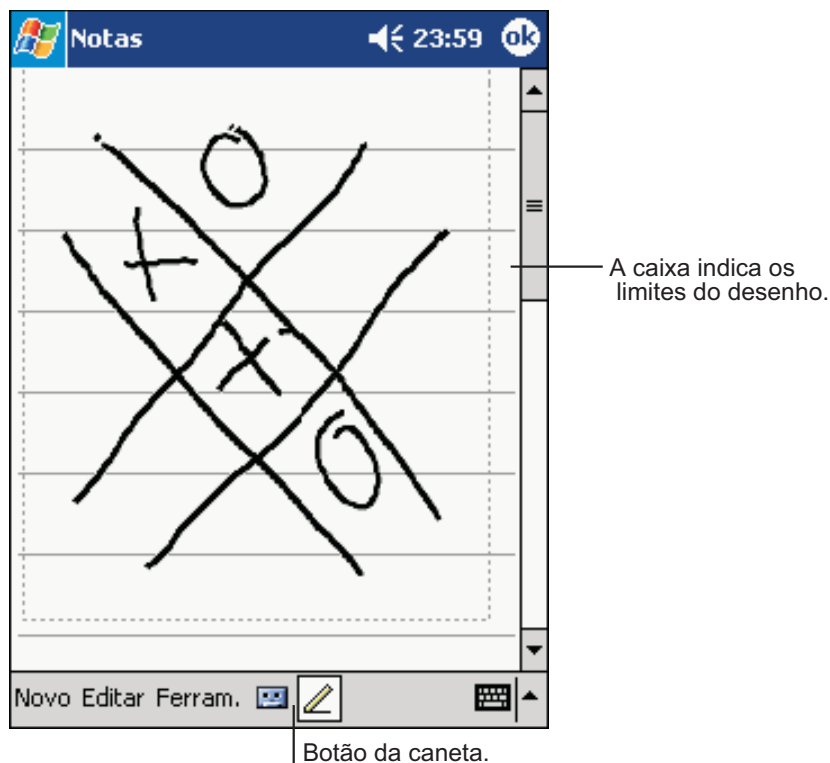 Notas 23:59 ok
A caixa indica os
limites do desenho.
Novo Editar Ferram.
Botão da caneta.